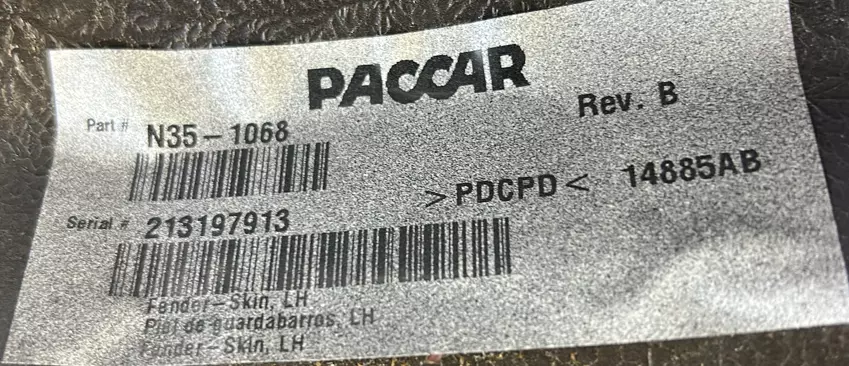 PACCAR
Rev. B
Part # N35-1068
>PDCPD< 14885AB
Serial # 213197913
Fender-Skin, LH
Piel de guardabarros, LH
Fender-Skin, LH